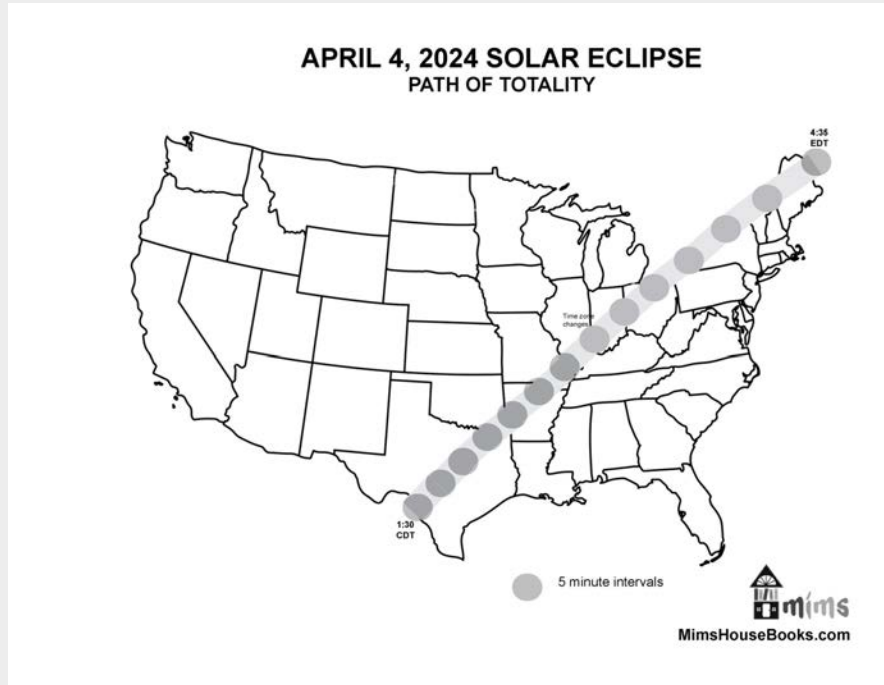 APRIL 4, 2024 SOLAR ECLIPSE
PATH OF TOTALITY
4:35
EDT
Time zone
changes
1:30
CDT
5 minute intervals
mims
MimsHouseBooks.com